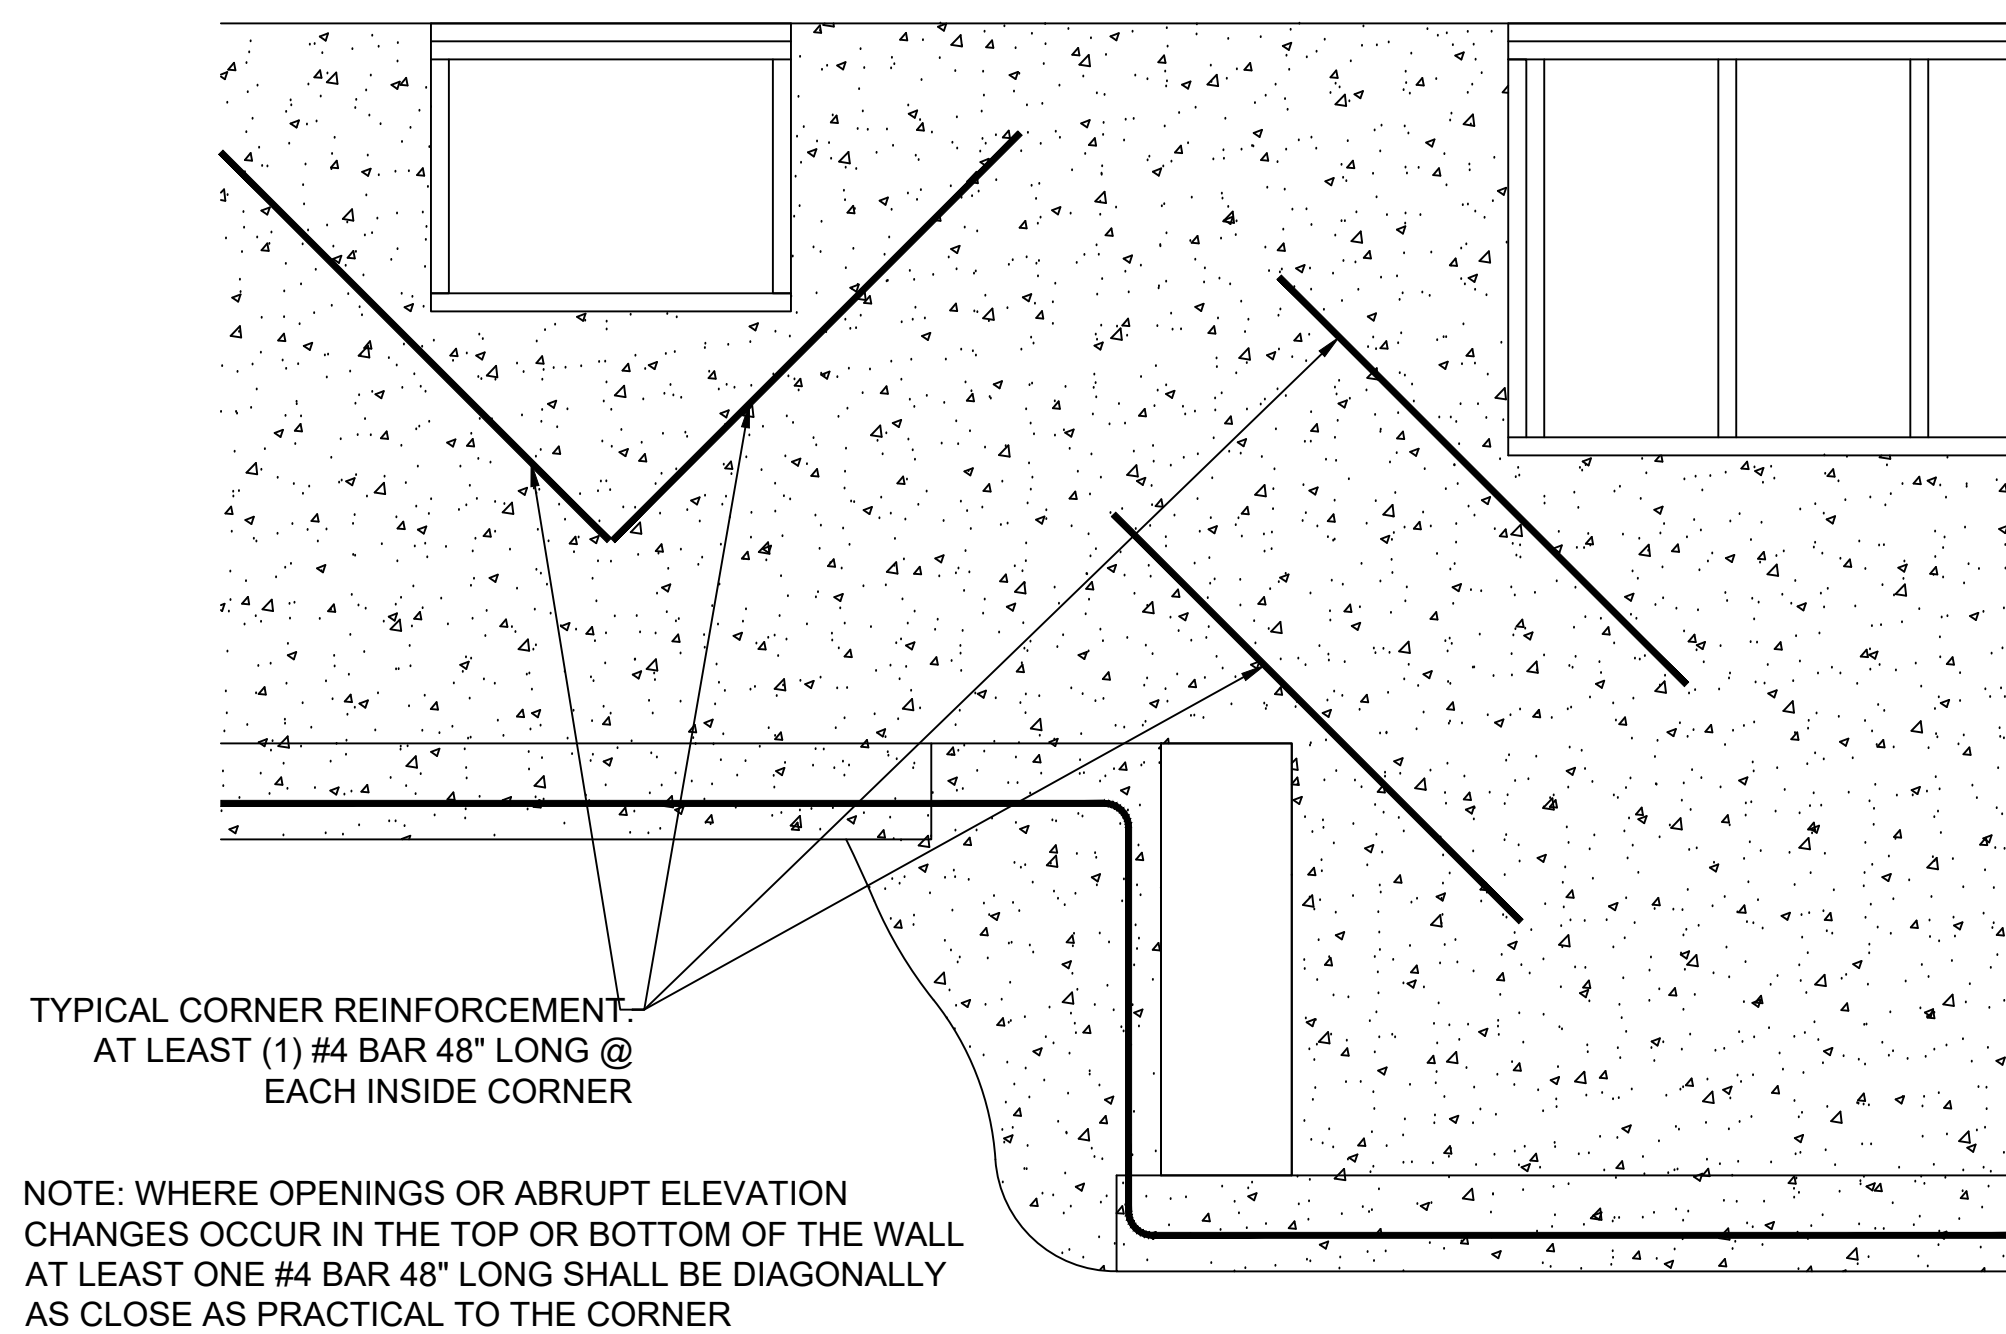 TYPICAL CORNER REINFORCEMENT:
AT LEAST (1) #4 BAR 48" LONG @
EACH INSIDE CORNER
NOTE: WHERE OPENINGS OR ABRUPT ELEVATION
CHANGES OCCUR IN THE TOP OR BOTTOM OF THE WALL
AT LEAST ONE #4 BAR 48" LONG SHALL BE DIAGONALLY
AS CLOSE AS PRACTICAL TO THE CORNER